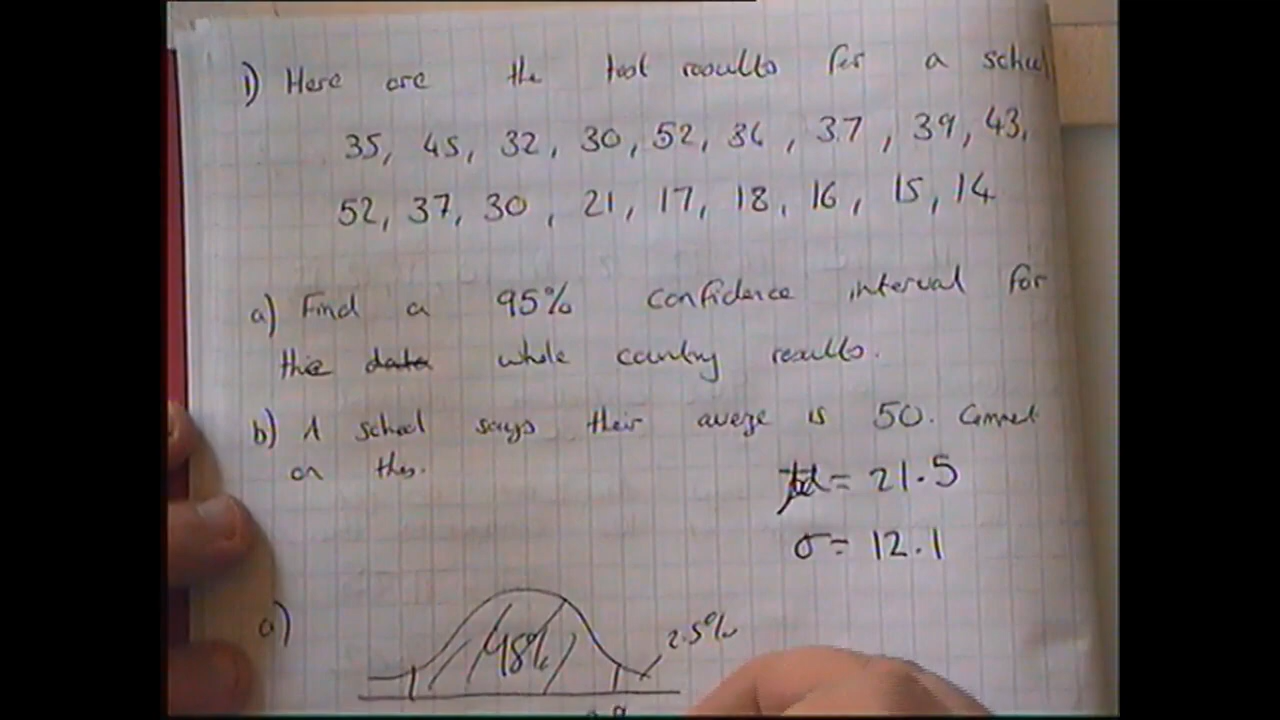 1) Here are the test results for a school
35, 45, 32, 30, 52, 36, 37, 39, 43,
52, 37, 30, 21, 17, 18, 16, 15, 14
a) Find a 95% confidence interval for
the data whole country results.
b) A school says their averge is 50. Comment
on this.
= 21.5
σ = 12.1
a)
2.5%